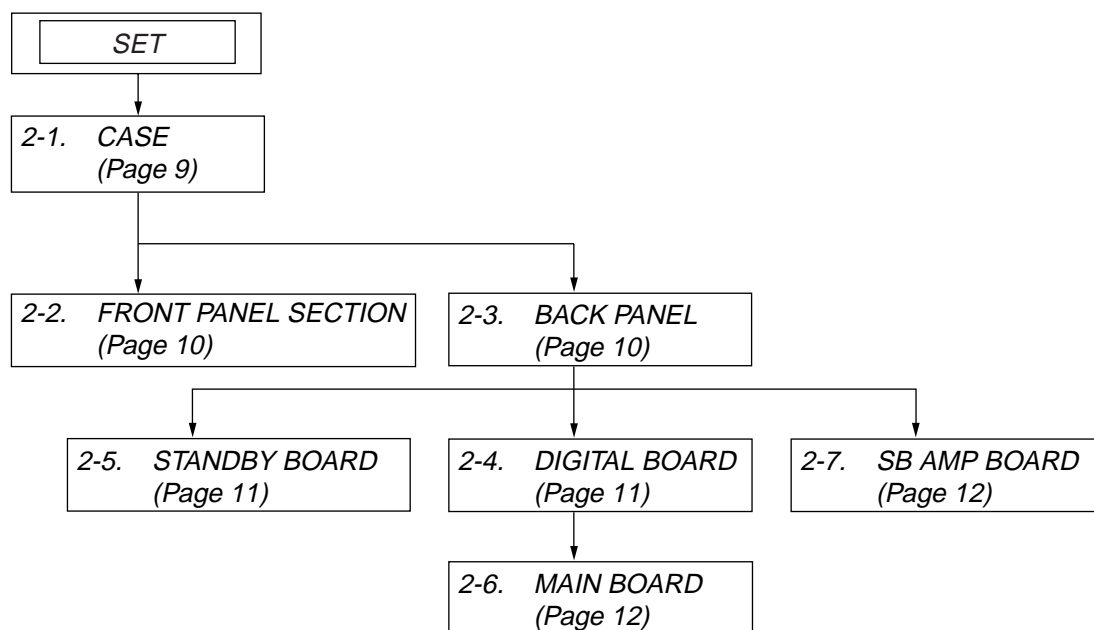 SET
2-1. CASE
(Page 9)
2-2. FRONT PANEL SECTION
(Page 10)
2-3. BACK PANEL
(Page 10)
2-5. STANDBY BOARD
(Page 11)
2-4. DIGITAL BOARD
(Page 11)
2-7. SB AMP BOARD
(Page 12)
2-6. MAIN BOARD
(Page 12)